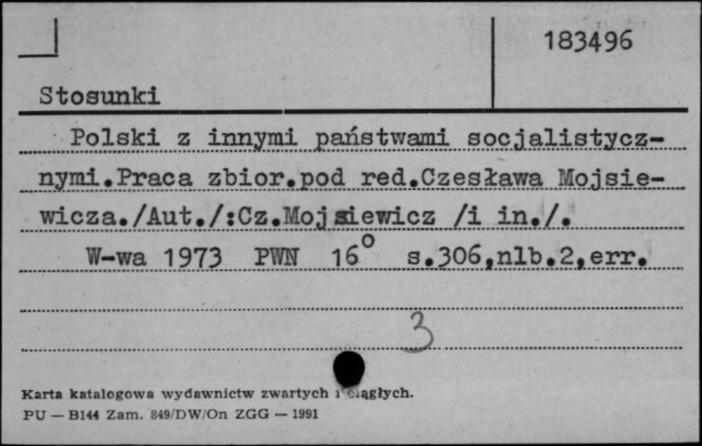 183496
Stosunki
Polski z innymi państwami socjalistycz-
nymi.Praca zbior.pod red.Czesława Mojsie-
wicza./Aut./:Cz.Mojsiewicz /i in./.
W-wa 1973 PWN 16° s.306,nlb.2,err.
3
Karta katalogowa wydawnictw zwartych i ciągłych.
PU — B144 Zam. 849/DW/On ZGG — 1991